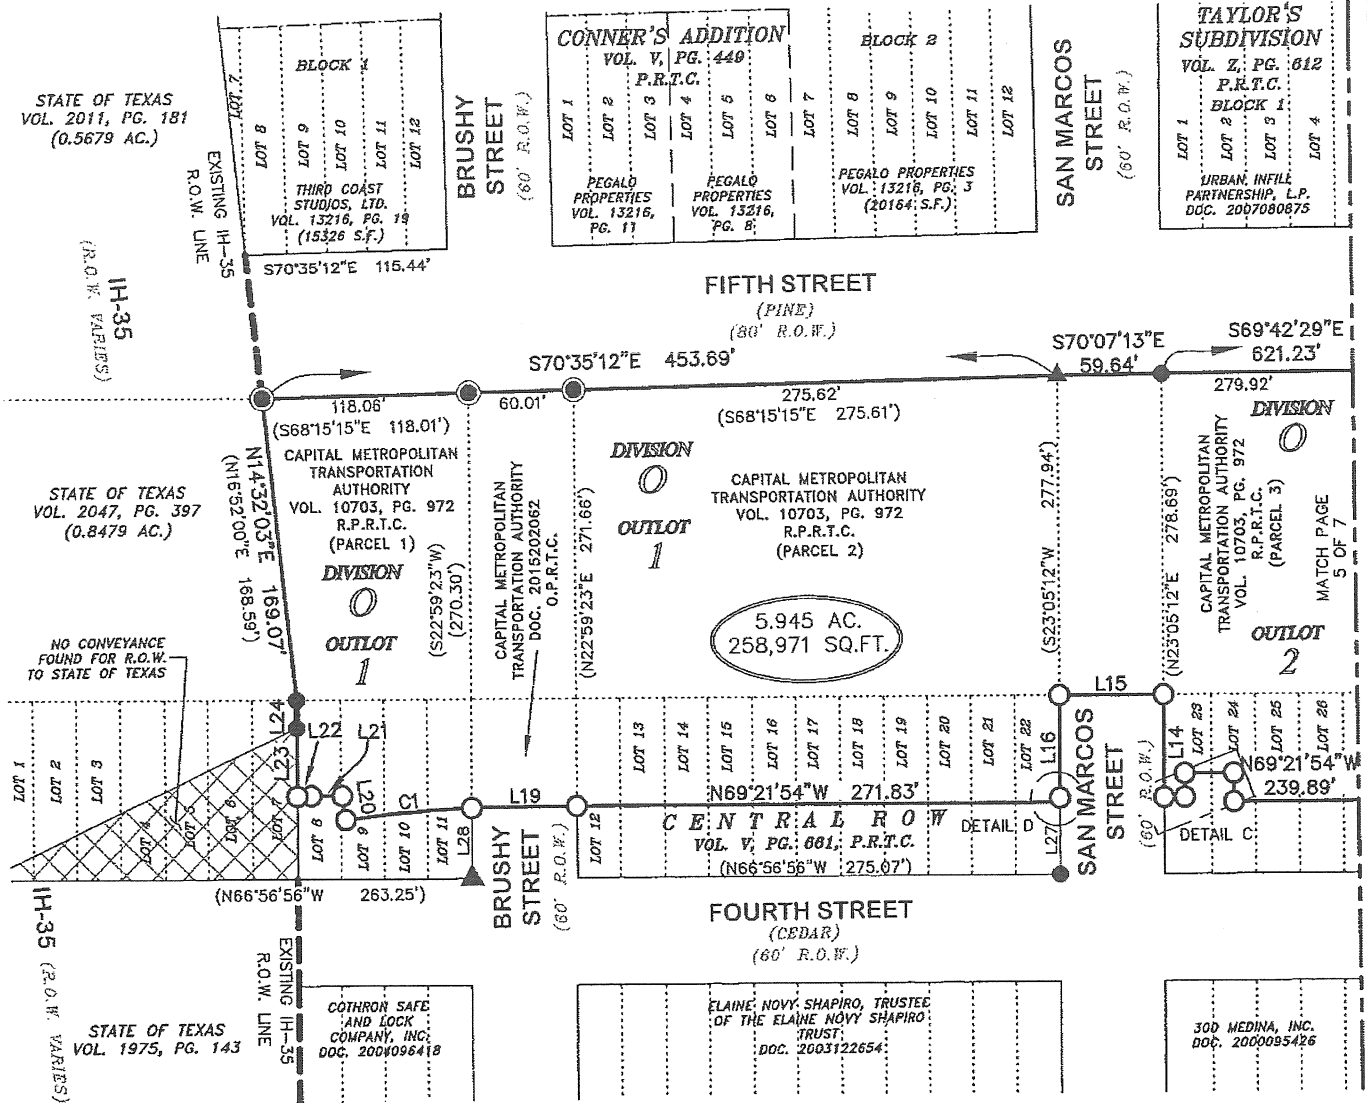 STATE OF TEXAS
VOL. 2011, PG. 181
(0.5679 AC.)
EXISTING IH-35
R.O.W. LINE
IH-35
(R.O.W. VARIES)
LOT 7
LOT 8
LOT 9
LOT 10
LOT 11
LOT 12
BLOCK 1
THIRD COAST
STUDIOS, LTD.
VOL. 13216, PG. 19
(15326 S.F.)
S70°35'12"E 115.44'
BRUSHY
STREET
(60' R.O.W.)
CONNER'S ADDITION
VOL. V, PG. 449
P.R.T.C.
LOT 1
LOT 2
LOT 3
LOT 4
LOT 5
LOT 6
LOT 7
LOT 8
LOT 9
LOT 10
LOT 11
LOT 12
BLOCK 2
PEGALO
PROPERTIES
VOL. 13216,
PG. 11
PEGALO
PROPERTIES
VOL. 13216,
PG. 8
PEGALO PROPERTIES
VOL. 13216, PG. 3
(20164 S.F.)
SAN MARCOS
STREET
(60' R.O.W.)
TAYLOR'S
SUBDIVISION
VOL. Z, PG. 612
P.R.T.C.
BLOCK 1
LOT 1
LOT 2
LOT 3
LOT 4
URBAN INFILL
PARTNERSHIP, L.P.
DOC. 2007080875
FIFTH STREET
(PINE)
(80' R.O.W.)
S70°35'12"E 453.69'
S70°07'13"E
59.64'
S69°42'29"E
621.23'
118.06'
(S68°15'15"E 118.01')
60.01'
275.62'
(S68°15'15"E 275.61')
279.92'
STATE OF TEXAS
VOL. 2047, PG. 397
(0.8479 AC.)
N14°32'03"E 169.07'
(N16°52'00"E 168.59')
CAPITAL METROPOLITAN
TRANSPORTATION
AUTHORITY
VOL. 10703, PG. 972
R.P.R.T.C.
(PARCEL 1)
DIVISION
O
OUTLOT
1
(S22°59'23"W
(270.30')
CAPITAL METROPOLITAN
TRANSPORTATION AUTHORITY
DOC. 2015202062
O.P.R.T.C.
(N22°59'23"E 271.66')
DIVISION
O
OUTLOT
1
CAPITAL METROPOLITAN
TRANSPORTATION AUTHORITY
VOL. 10703, PG. 972
R.P.R.T.C.
(PARCEL 2)
5.945 AC.
258,971 SQ.FT.
(S23°05'12"W 277.94')
(N23°05'12"E 278.69')
CAPITAL METROPOLITAN
TRANSPORTATION AUTHORITY
VOL. 10703, PG. 972
R.P.R.T.C.
(PARCEL 3)
DIVISION
O
OUTLOT
2
MATCH PAGE
5 OF 7
NO CONVEYANCE
FOUND FOR R.O.W.
TO STATE OF TEXAS
LOT 1
LOT 2
LOT 3
LOT 4
LOT 5
LOT 6
LOT 7
LOT 8
LOT 9
LOT 10
LOT 11
L24
L23
L22
L21
L20
C1
L28
L19
LOT 12
LOT 13
LOT 14
LOT 15
LOT 16
LOT 17
LOT 18
LOT 19
LOT 20
LOT 21
LOT 22
L16
L15
L14
LOT 23
LOT 24
LOT 25
LOT 26
N69°21'54"W 271.83'
CENTRAL ROW
VOL. V, PG. 661, P.R.T.C.
(N66°56'56"W 275.07')
DETAIL D
L27
SAN MARCOS
STREET
(60' R.O.W.)
N69°21'54"W
239.89'
DETAIL C
(N66°56'56"W 263.25')
BRUSHY
STREET
(60' R.O.W.)
FOURTH STREET
(CEDAR)
(60' R.O.W.)
IH-35 (R.O.W. VARIES)
EXISTING IH-35
R.O.W. LINE
STATE OF TEXAS
VOL. 1975, PG. 143
COTHRON SAFE
AND LOCK
COMPANY, INC.
DOC. 2001096418
ELAINE NOVY SHAPIRO, TRUSTEE
OF THE ELAINE NOVY SHAPIRO
TRUST
DOC. 2003122654
300 MEDINA, INC.
DOC. 2000095426